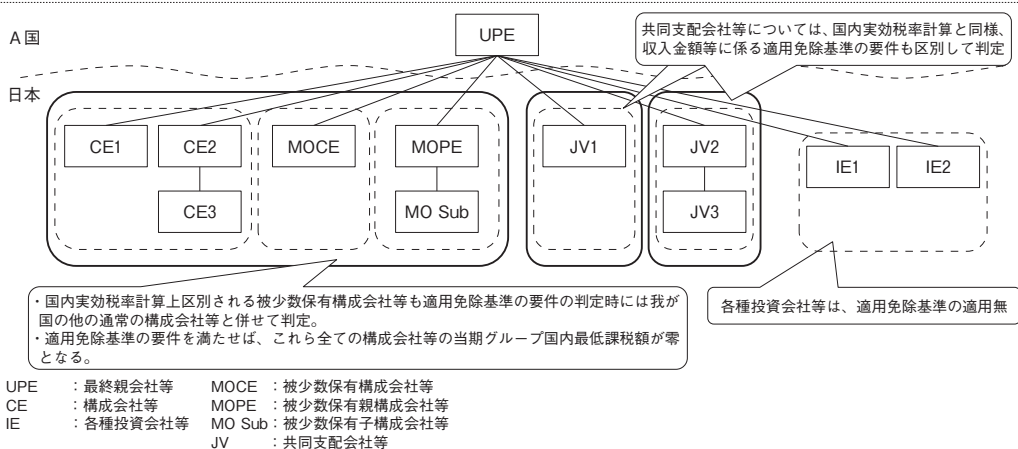 A国
UPE
共同支配会社等については、国内実効税率計算と同様、
収入金額等に係る適用免除基準の要件も区別して判定
日本
CE1
CE2
MOCE
MOPE
JV1
JV2
IE1
IE2
CE3
MO Sub
JV3
・国内実効税率計算上区別される被少数保有構成会社等も適用免除基準の要件の判定時には我が
国の他の通常の構成会社等と併せて判定。
・適用免除基準の要件を満たせば、これら全ての構成会社等の当期グループ国内最低課税額が零
となる。
各種投資会社等は、適用免除基準の適用無
UPE ：最終親会社等 MOCE ：被少数保有構成会社等
CE ：構成会社等 MOPE ：被少数保有親構成会社等
IE ：各種投資会社等 MO Sub：被少数保有子構成会社等
JV ：共同支配会社等